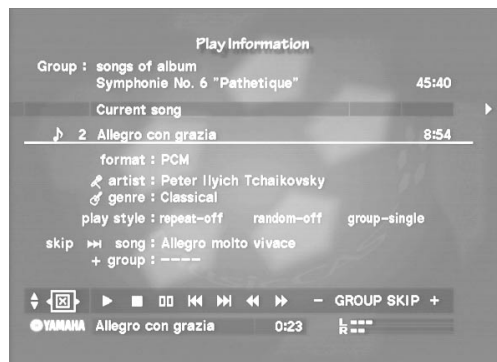 Play Information
Group : songs of album
Symphonie No. 6 "Pathetique" 45:40
Current song
2 Allegro con grazia 8:54
format : PCM
artist : Peter Ilyich Tchaikovsky
genre : Classical
play style : repeat-off random-off group-single
skip song : Allegro molto vivace
+ group : ----
- GROUP SKIP +
YAMAHA Allegro con grazia 0:23 L
R